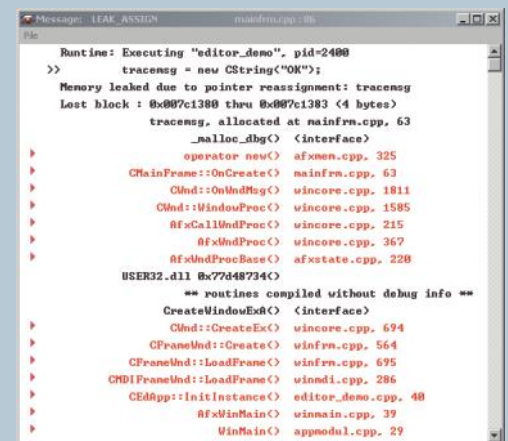 Message: LEAK_ASSIGN mainfrm.cpp : 86
File
Runtime: Executing "editor_demo", pid=2400
>> tracemsg = new CString("OK");
Memory leaked due to pointer reassignment: tracemsg
Lost block : 0x007c1380 thru 0x007c1383 (4 bytes)
tracemsg, allocated at mainfrm.cpp, 63
_malloc_dbg() (interface)
operator new() afxmem.cpp, 325
CMainFrame::OnCreate() mainfrm.cpp, 63
CWnd::OnWndMsg() wincore.cpp, 1811
CWnd::WindowProc() wincore.cpp, 1585
AfxCallWndProc() wincore.cpp, 215
AfxWndProc() wincore.cpp, 367
AfxWndProcBase() afxstate.cpp, 220
USER32.dll 0x77d48734()
** routines compiled without debug info **
CreateWindowExA() (interface)
CWnd::CreateEx() wincore.cpp, 694
CFrameWnd::Create() winfrm.cpp, 564
CFrameWnd::LoadFrame() winfrm.cpp, 695
CMDIFrameWnd::LoadFrame() winmdi.cpp, 286
CEdApp::InitInstance() editor_demo.cpp, 40
AfxWinMain() winmain.cpp, 39
WinMain() appmodul.cpp, 29